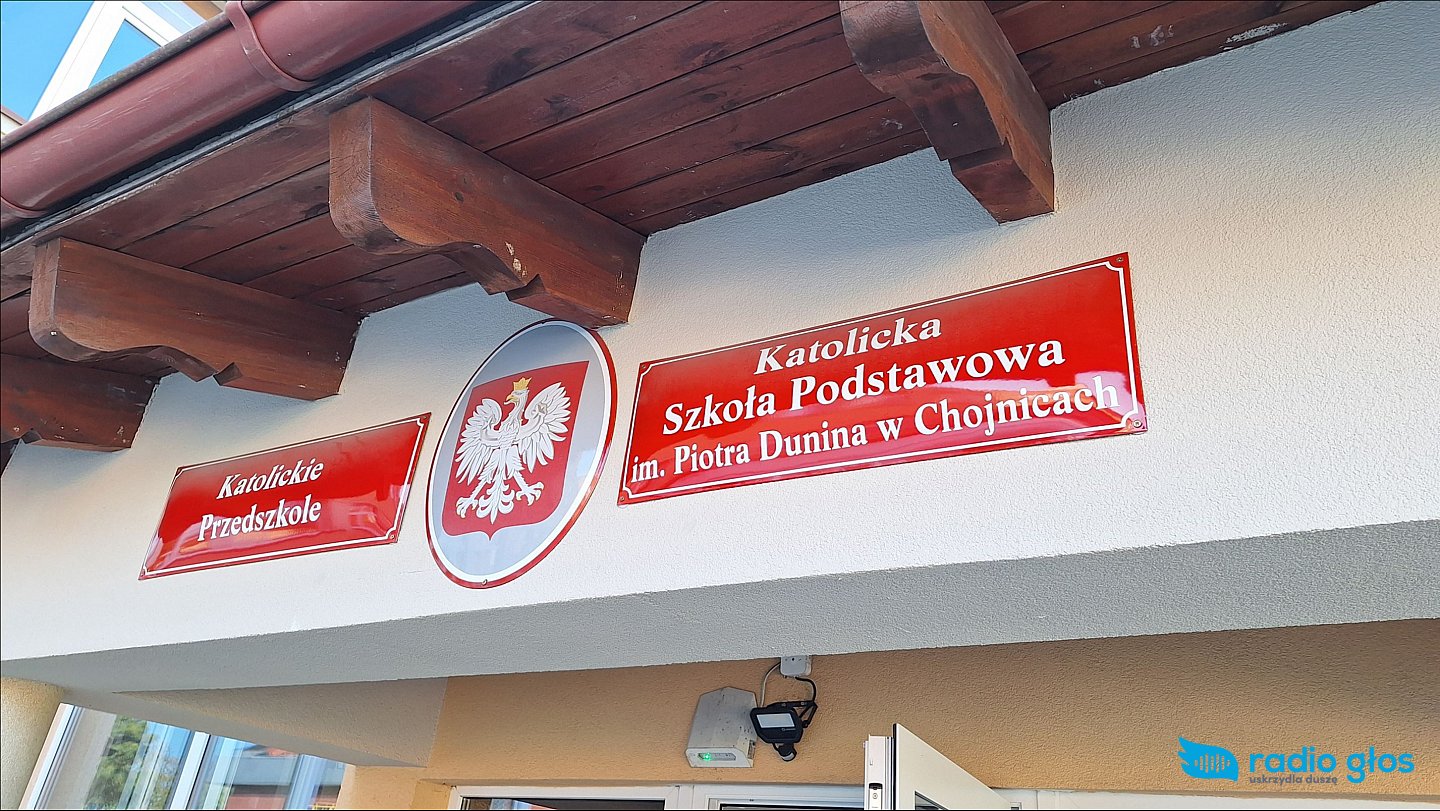 Katolickie
Przedszkole
Katolicka
Szkoła Podstawowa
im. Piotra Dunina w Chojnicach
radio głos
uskrzydla duszę